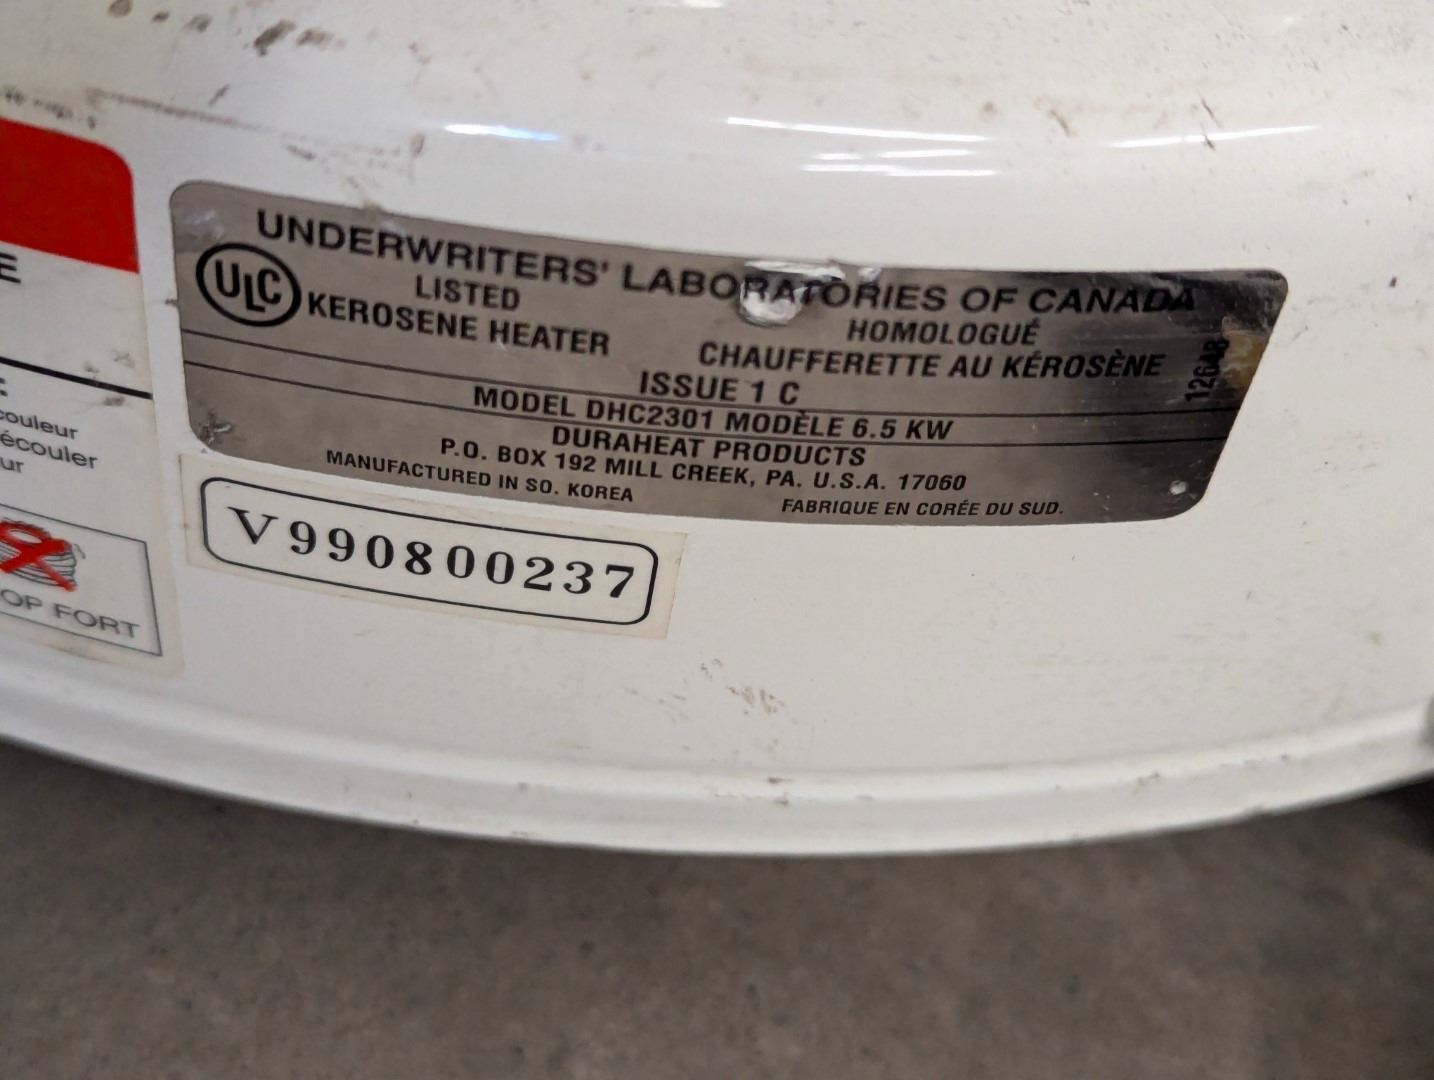 UNDERWRITERS' LABORATORIES OF CANADA
ULC
LISTED
KEROSENE HEATER
HOMOLOGUÉ
CHAUFFERETTE AU KÉROSÈNE
ISSUE 1 C
MODEL DHC2301 MODÈLE 6.5 KW
DURAHEAT PRODUCTS
P.O. BOX 192 MILL CREEK, PA. U.S.A. 17060
MANUFACTURED IN SO. KOREA
FABRIQUE EN CORÉE DU SUD.
12648
V990800237
E
couleur
écouler
ur
OP FORT